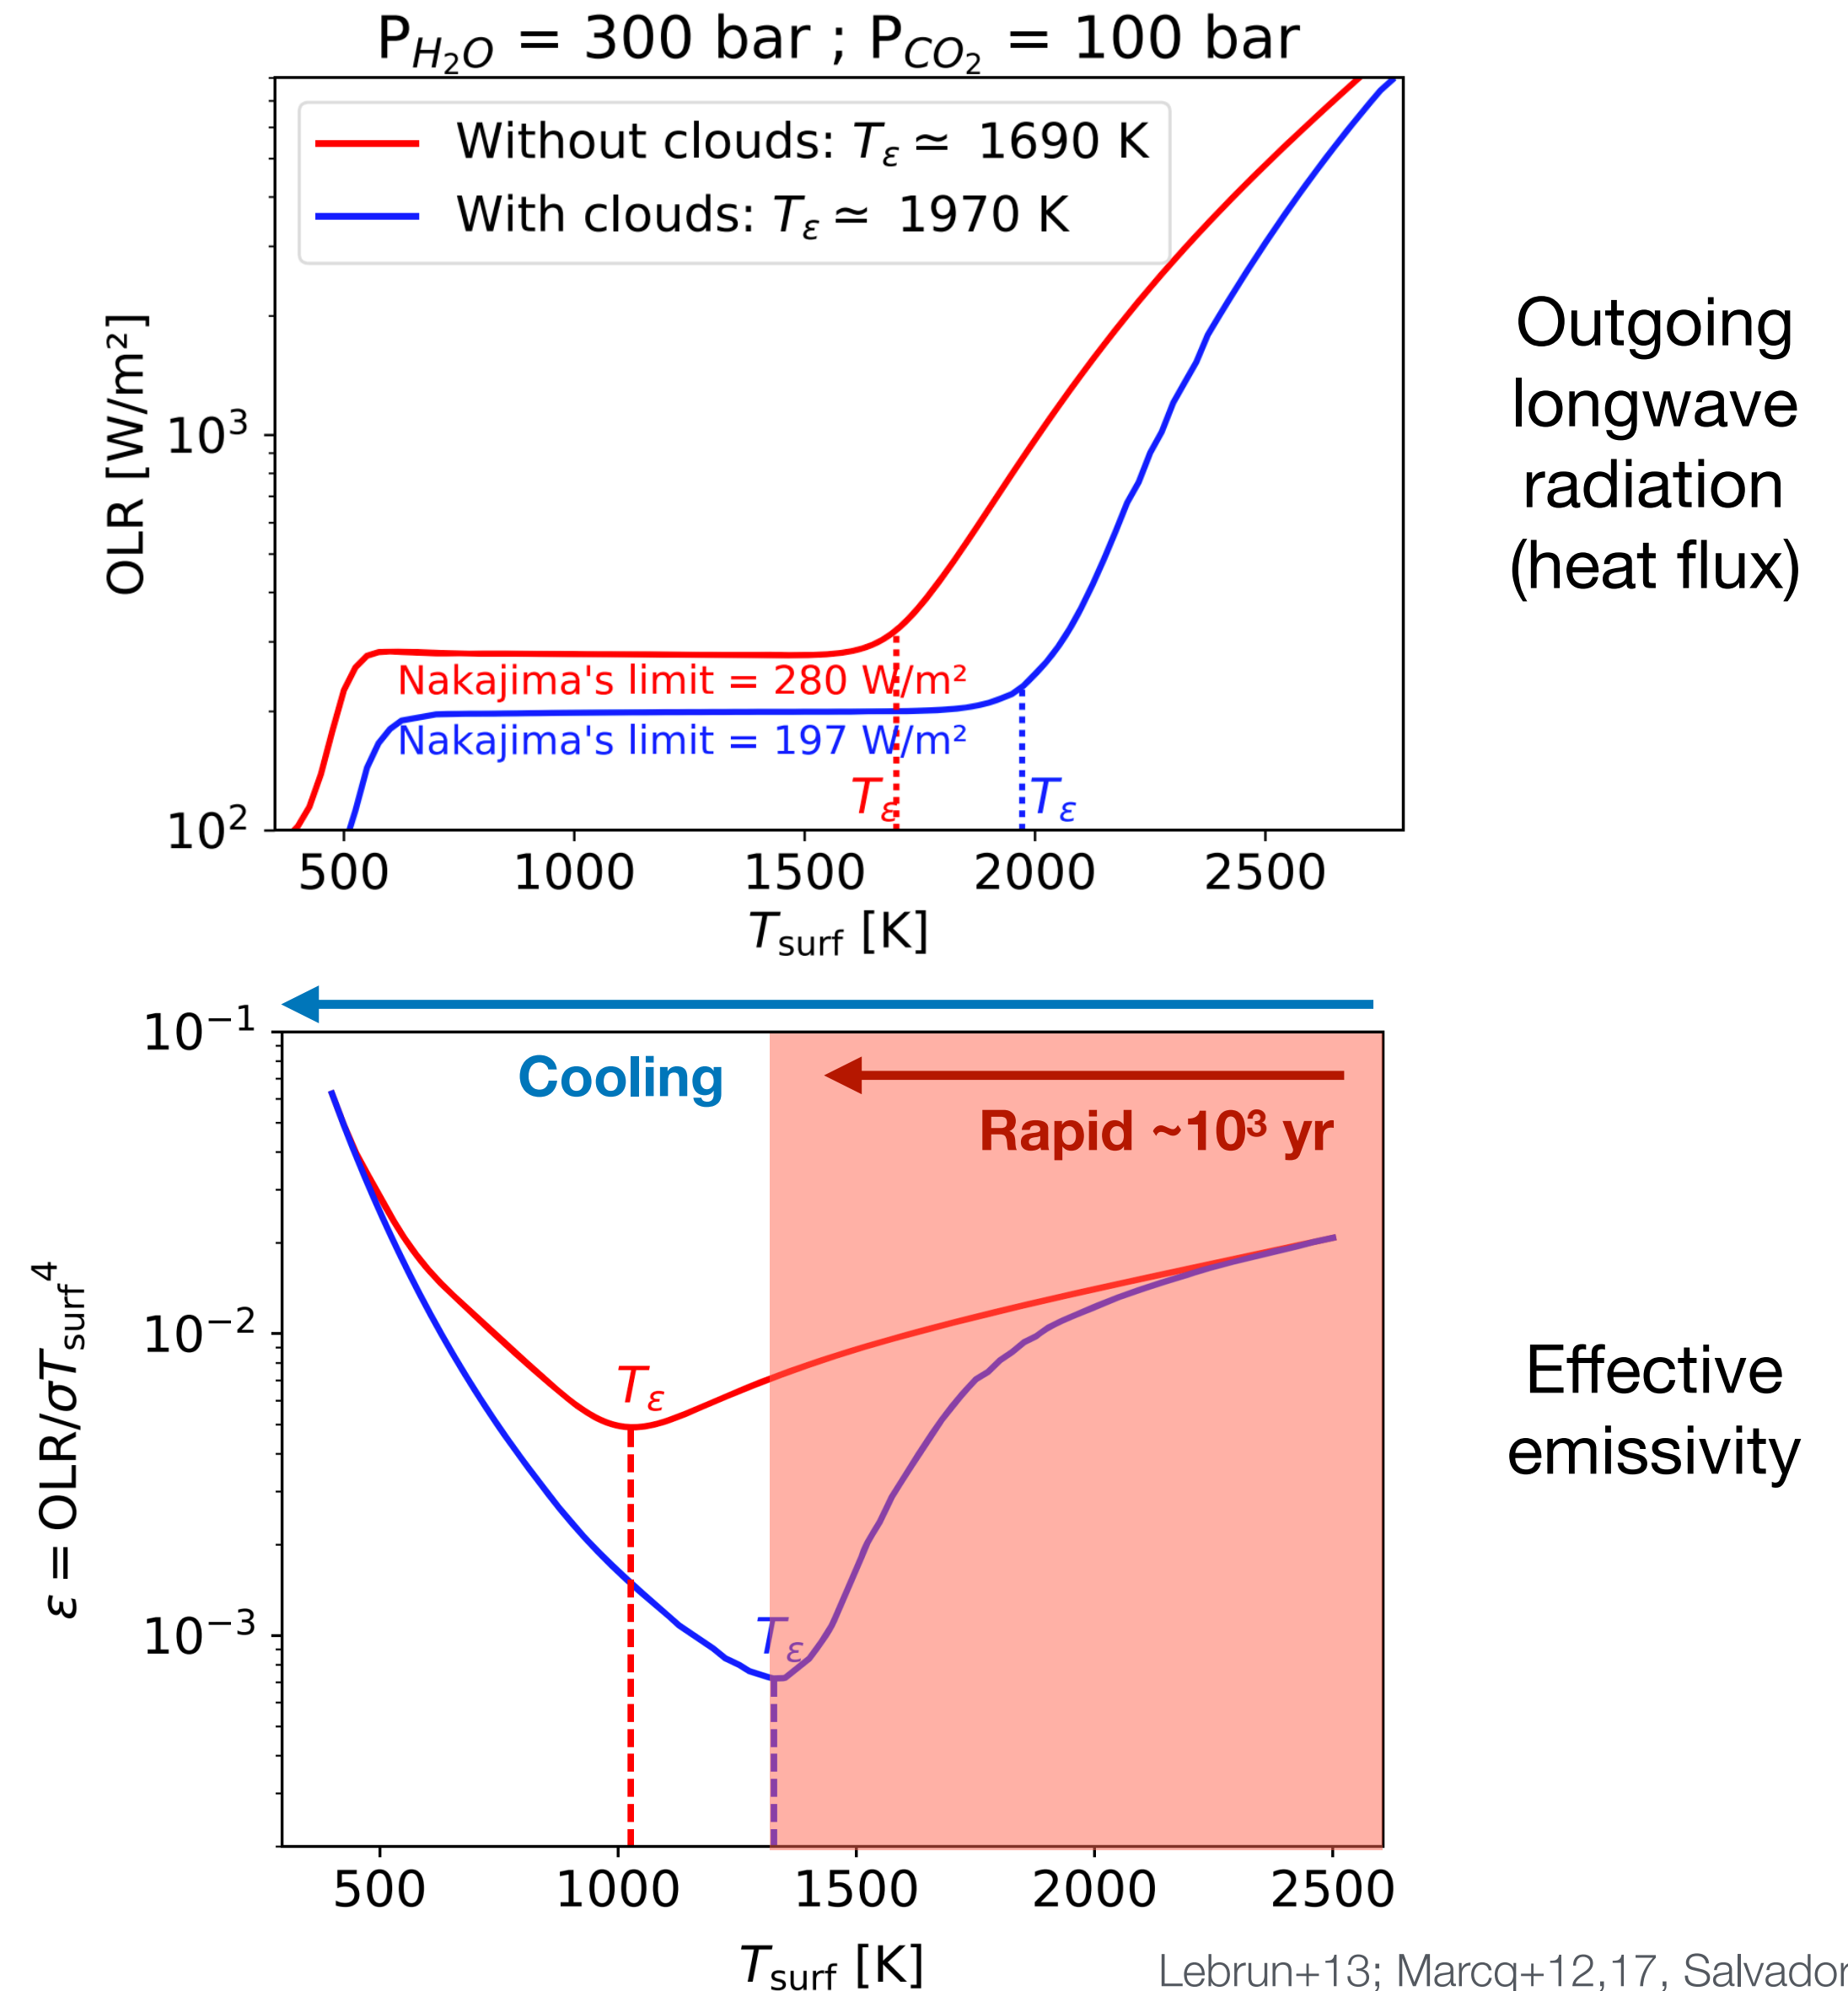 P_{H₂O} = 300 bar ; P_{CO₂} = 100 bar
Without clouds: T_ε ≃ 1690 K
With clouds: T_ε ≃ 1970 K
OLR [W/m²]
10³
10²
Nakajima's limit = 280 W/m²
Nakajima's limit = 197 W/m²
T_ε
T_ε
500 1000 1500 2000 2500
T_surf [K]
Outgoing
longwave
radiation
(heat flux)
10⁻¹
10⁻²
10⁻³
Cooling
Rapid ~10³ yr
T_ε
T_ε
ε = OLR/σT_surf⁴
500 1000 1500 2000 2500
T_surf [K]
Effective
emissivity
Lebrun+13; Marcq+12,17, Salvador